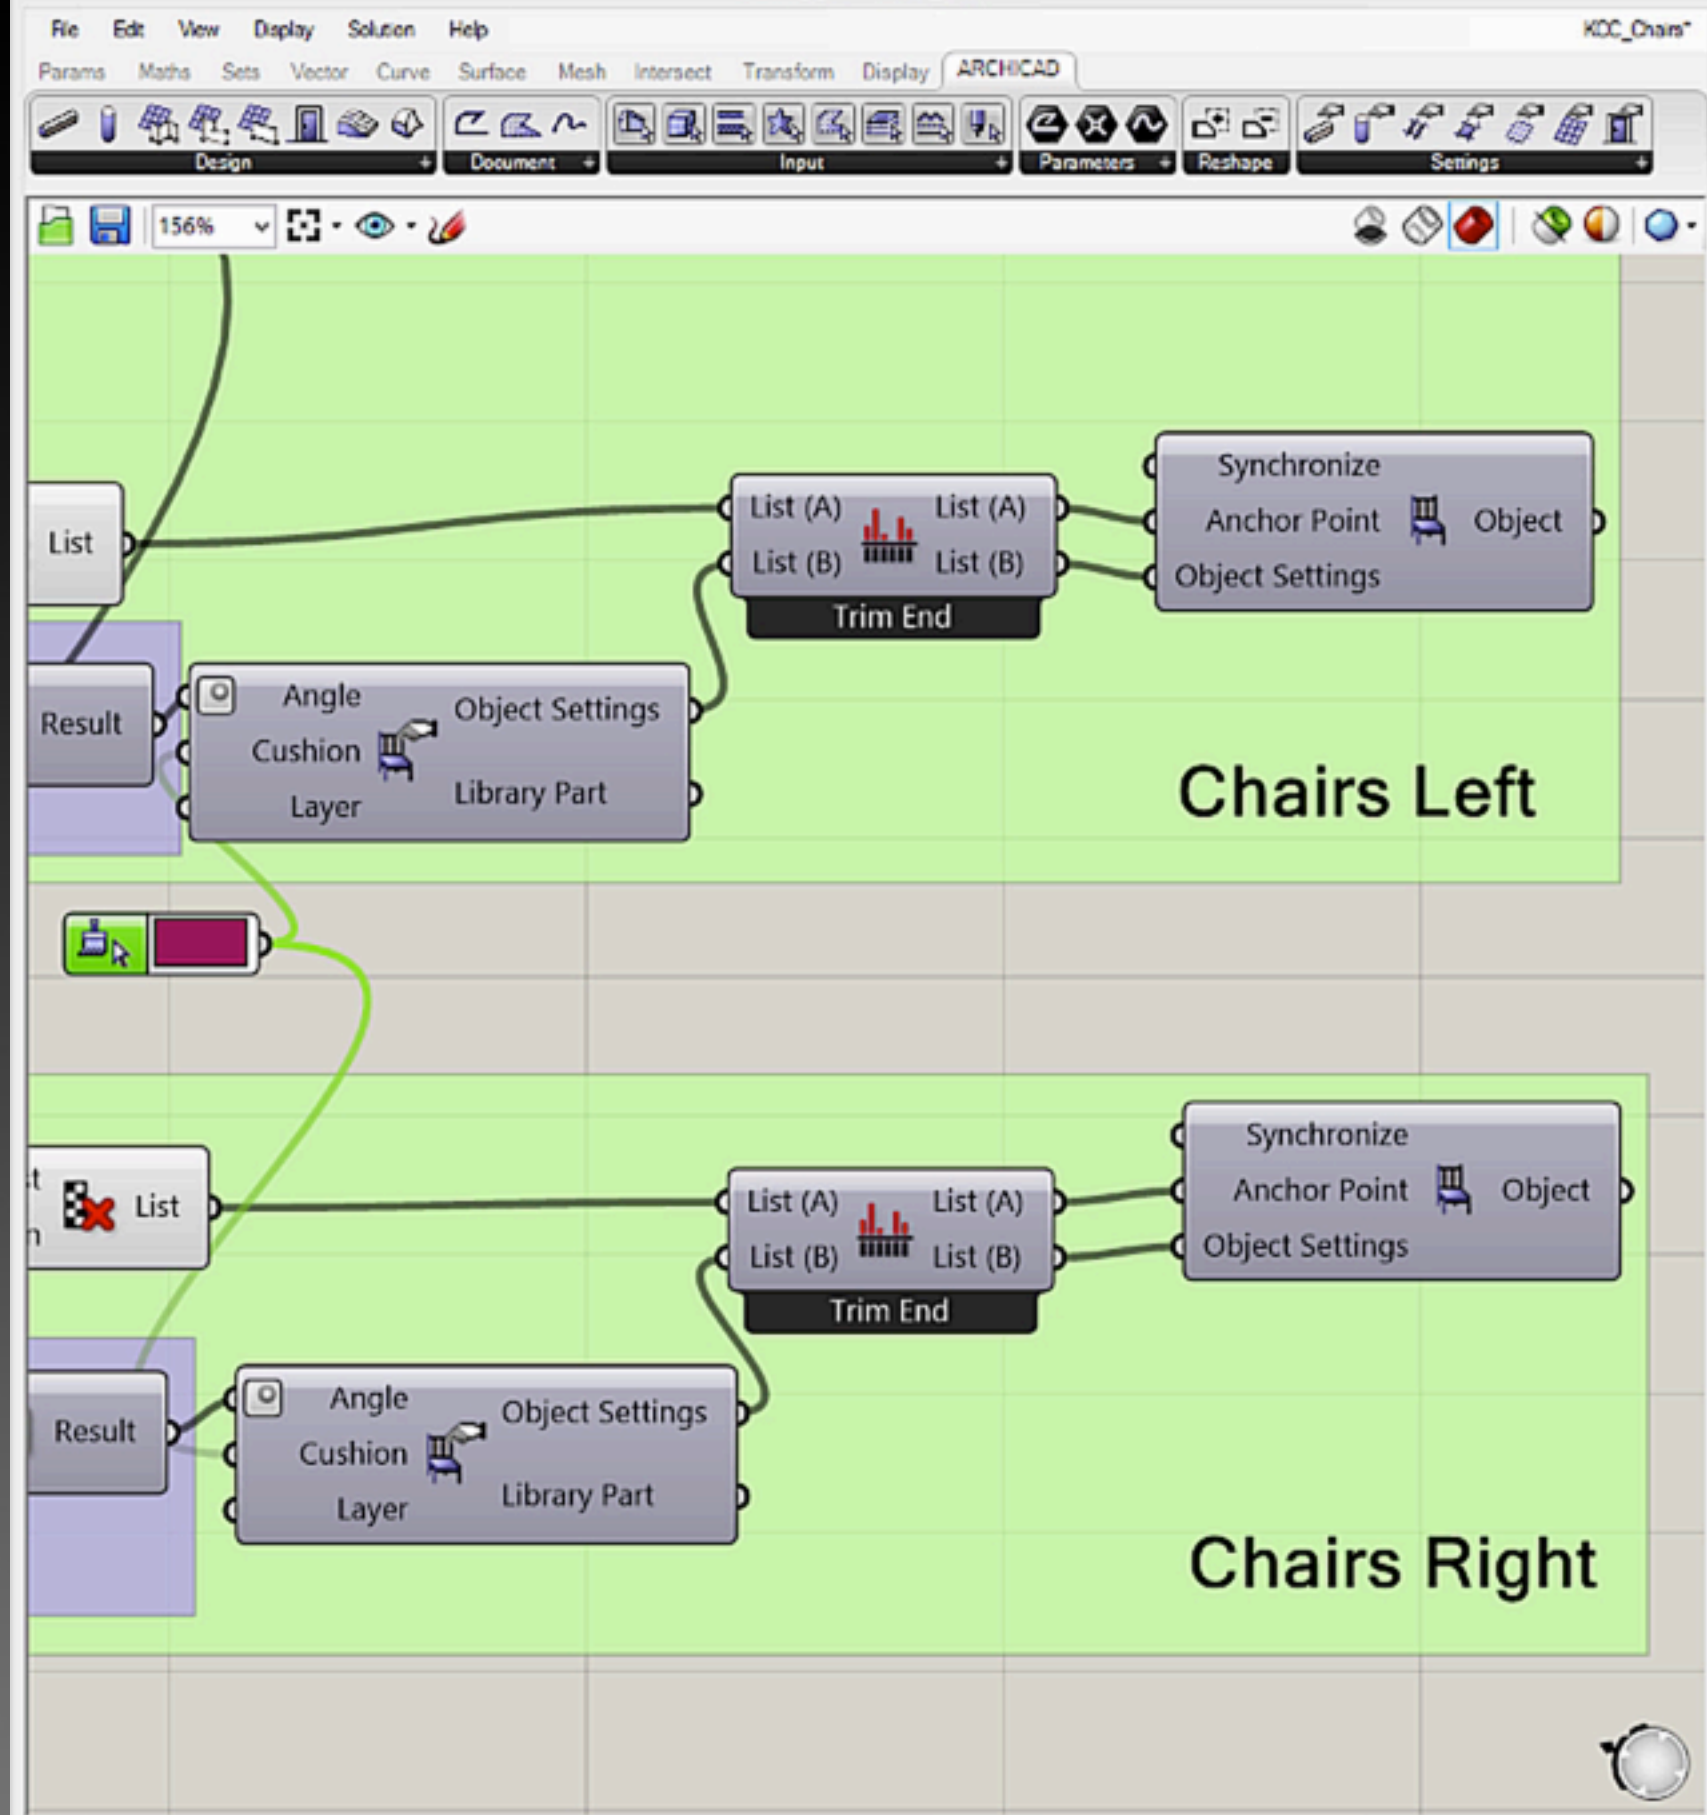 File Edit View Display Solution Help KCC_Chairs*
Params Maths Sets Vector Curve Surface Mesh Intersect Transform Display ARCHICAD
Design + Document + Input + Parameters + Reshape Settings +
156%
Synchronize
List (A) List (A)
Anchor Point Object
List
List (B) List (B)
Object Settings
Trim End
Angle
Object Settings
Result
Cushion
Library Part
Layer
Chairs Left
Synchronize
List
List (A) List (A)
Anchor Point Object
List (B) List (B)
Object Settings
Trim End
Angle
Object Settings
Result
Cushion
Library Part
Layer
Chairs Right